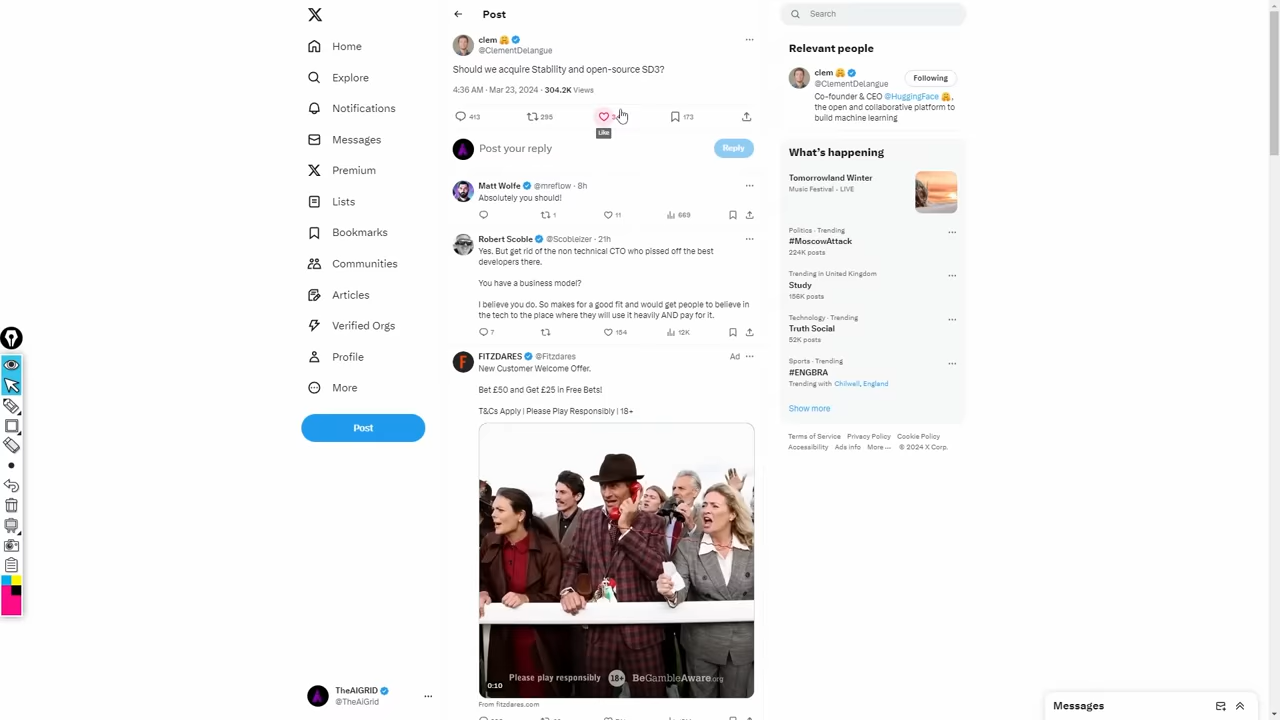 Post
Search
clem 🤗
@ClementDelangue
Should we acquire Stability and open-source SD3?
4:36 AM · Mar 23, 2024 · 304.2K Views
413
295
173
Like
Post your reply
Reply
Matt Wolfe @mreflow · 8h
Absolutely you should!
1
11
669
Robert Scoble @Scobleizer · 21h
Yes. But get rid of the non technical CTO who pissed off the best
developers there.
You have a business model?
I believe you do. So makes for a good fit and would get people to believe in
the tech to the place where they will use it heavily AND pay for it.
7
154
12K
FITZDARES @Fitzdares
Ad
New Customer Welcome Offer.
Bet £50 and Get £25 in Free Bets!
T&Cs Apply | Please Play Responsibly | 18+
Please play responsibly 18+ BeGambleAware.org
0:10
From fitzdares.com
Home
Explore
Notifications
Messages
Premium
Lists
Bookmarks
Communities
Articles
Verified Orgs
Profile
More
Post
TheAIGRID
@TheAiGrid
Relevant people
clem 🤗
@ClementDelangue
Following
Co-founder & CEO @HuggingFace 🤗,
the open and collaborative platform to
build machine learning
What's happening
Tomorrowland Winter
Music Festival · LIVE
Politics · Trending
#MoscowAttack
224K posts
Trending in United Kingdom
Study
156K posts
Technology · Trending
Truth Social
52K posts
Sports · Trending
#ENGBRA
Trending with Chilwell, England
Show more
Terms of Service Privacy Policy Cookie Policy
Accessibility Ads info More ··· © 2024 X Corp.
Messages